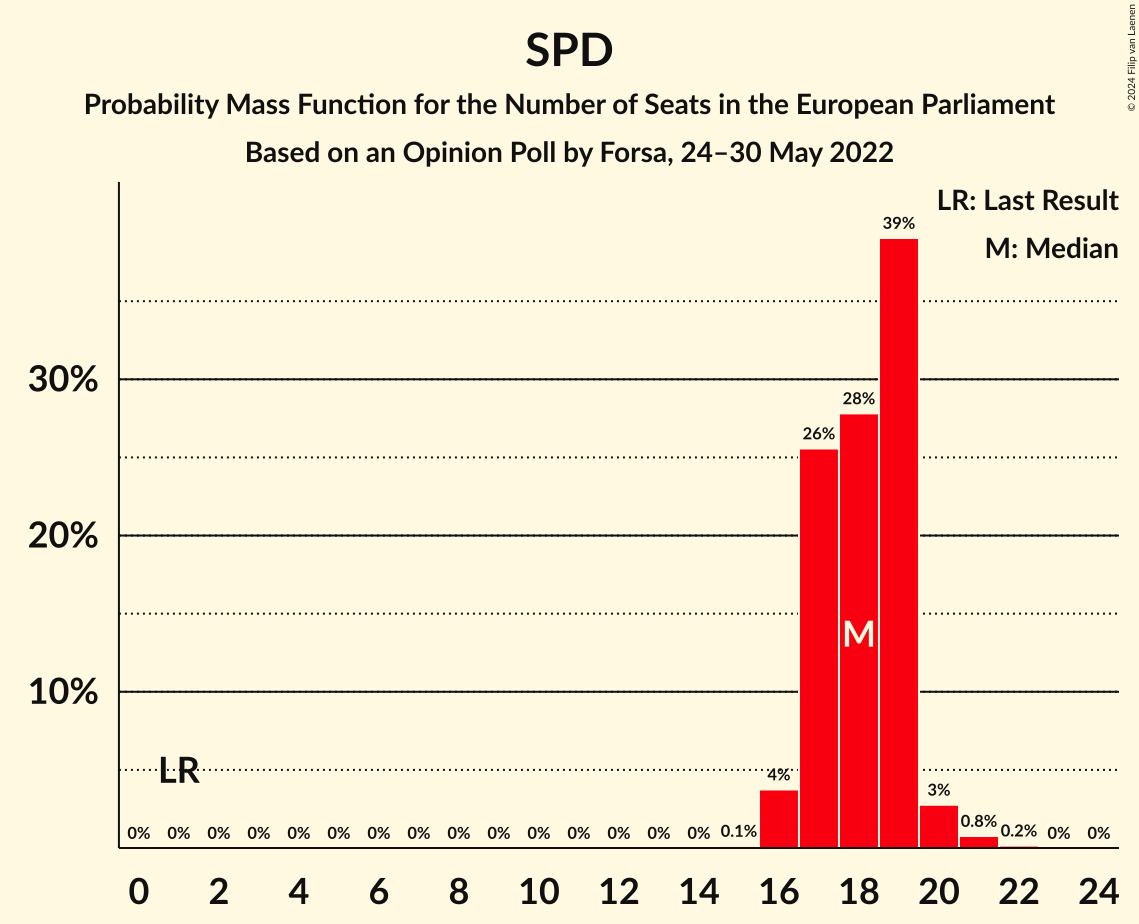 SPD
Probability Mass Function for the Number of Seats in the European Parliament
Based on an Opinion Poll by Forsa, 24–30 May 2022
© 2024 Filip van Laenen
LR: Last Result
M: Median
39%
30%
28%
26%
20%
M
10%
LR
4%
3%
0% 0% 0% 0% 0% 0% 0% 0% 0% 0% 0% 0% 0% 0% 0% 0.1% 0.8% 0.2% 0% 0%
0 2 4 6 8 10 12 14 16 18 20 22 24